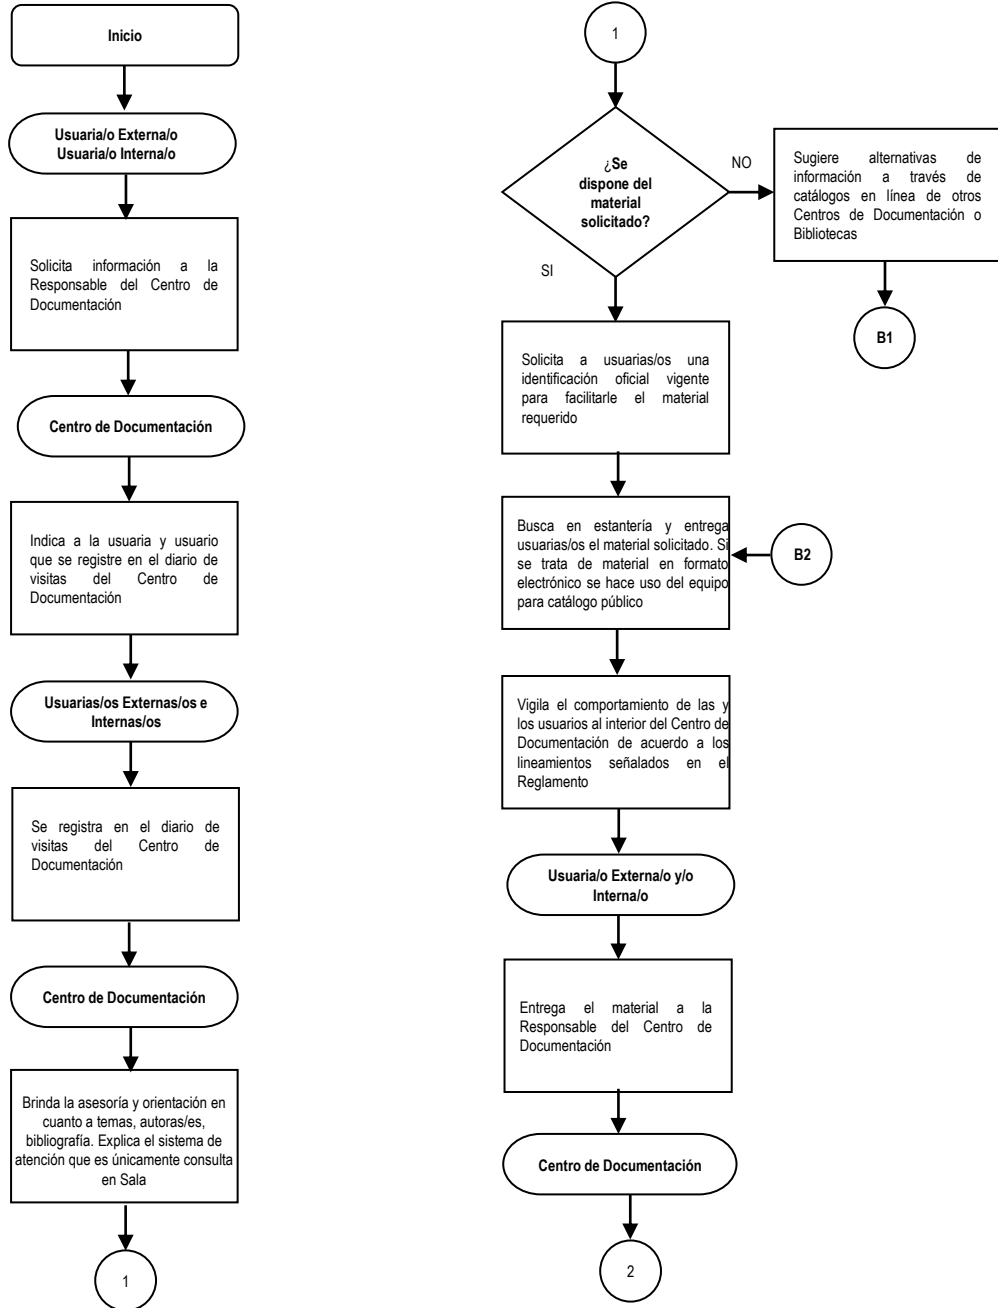 Inicio
Usuaria/o Externa/o
Usuaria/o Interna/o
Solicita información a la
Responsable del Centro de
Documentación
Centro de Documentación
Indica a la usuaria y usuario
que se registre en el diario de
visitas del Centro de
Documentación
Usuarias/os Externas/os e
Internas/os
Se registra en el diario de
visitas del Centro de
Documentación
Centro de Documentación
Brinda la asesoría y orientación en
cuanto a temas, autoras/es,
bibliografía. Explica el sistema de
atención que es únicamente consulta
en Sala
1
1
¿Se
dispone del
material
solicitado?
NO
Sugiere alternativas de
información a través de
catálogos en línea de otros
Centros de Documentación o
Bibliotecas
B1
SI
Solicita a usuarias/os una
identificación oficial vigente
para facilitarle el material
requerido
Busca en estantería y entrega
usuarias/os el material solicitado. Si
se trata de material en formato
electrónico se hace uso del equipo
para catálogo público
B2
Vigila el comportamiento de las y
los usuarios al interior del Centro de
Documentación de acuerdo a los
lineamientos señalados en el
Reglamento
Usuaria/o Externa/o y/o
Interna/o
Entrega el material a la
Responsable del Centro de
Documentación
Centro de Documentación
2